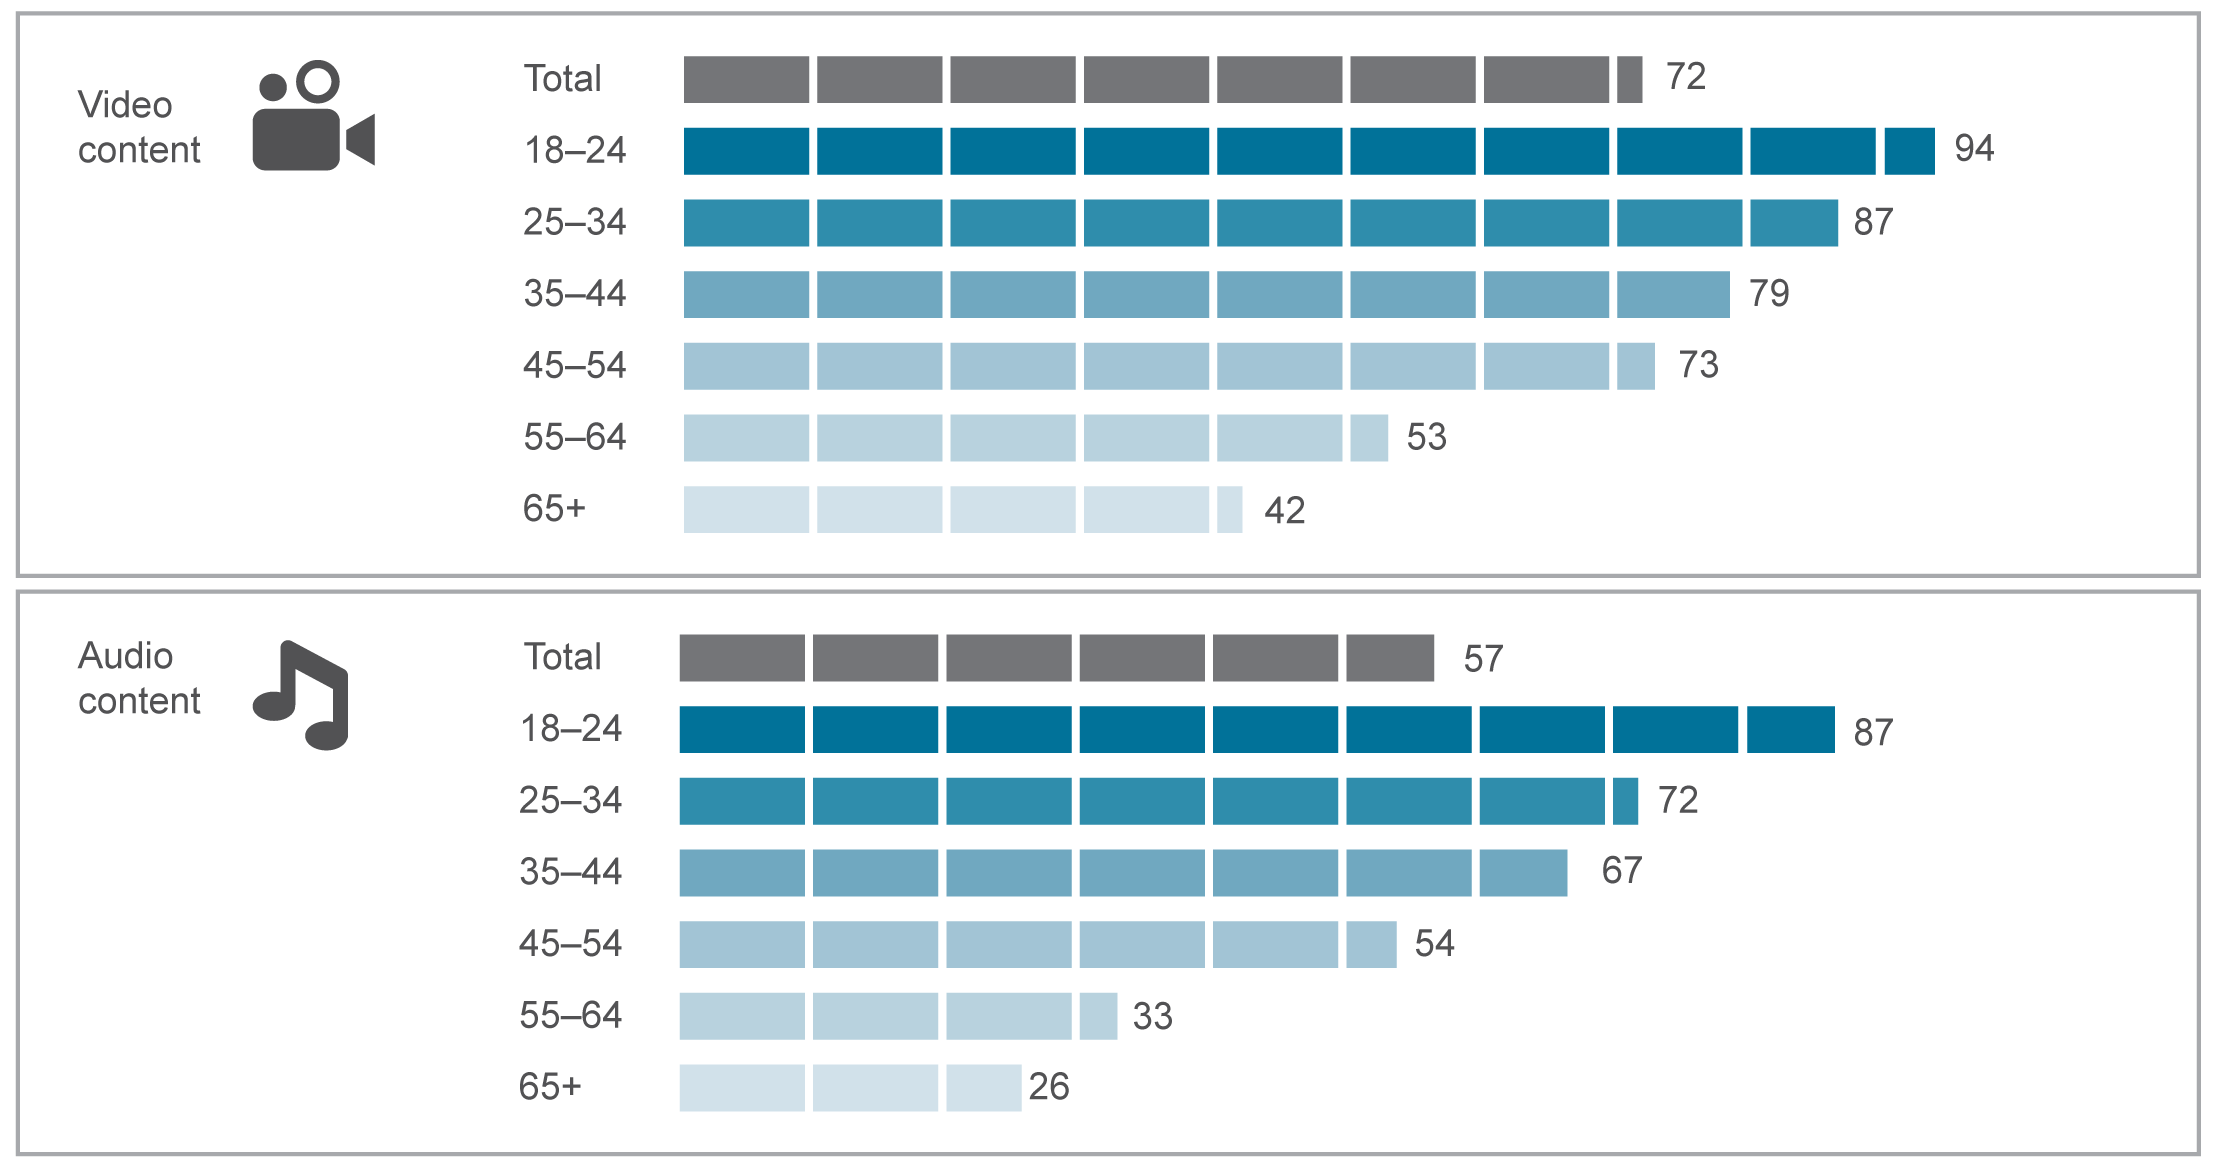 Video
content
Total 72
18–24 94
25–34 87
35–44 79
45–54 73
55–64 53
65+ 42
Audio
content
Total 57
18–24 87
25–34 72
35–44 67
45–54 54
55–64 33
65+ 26